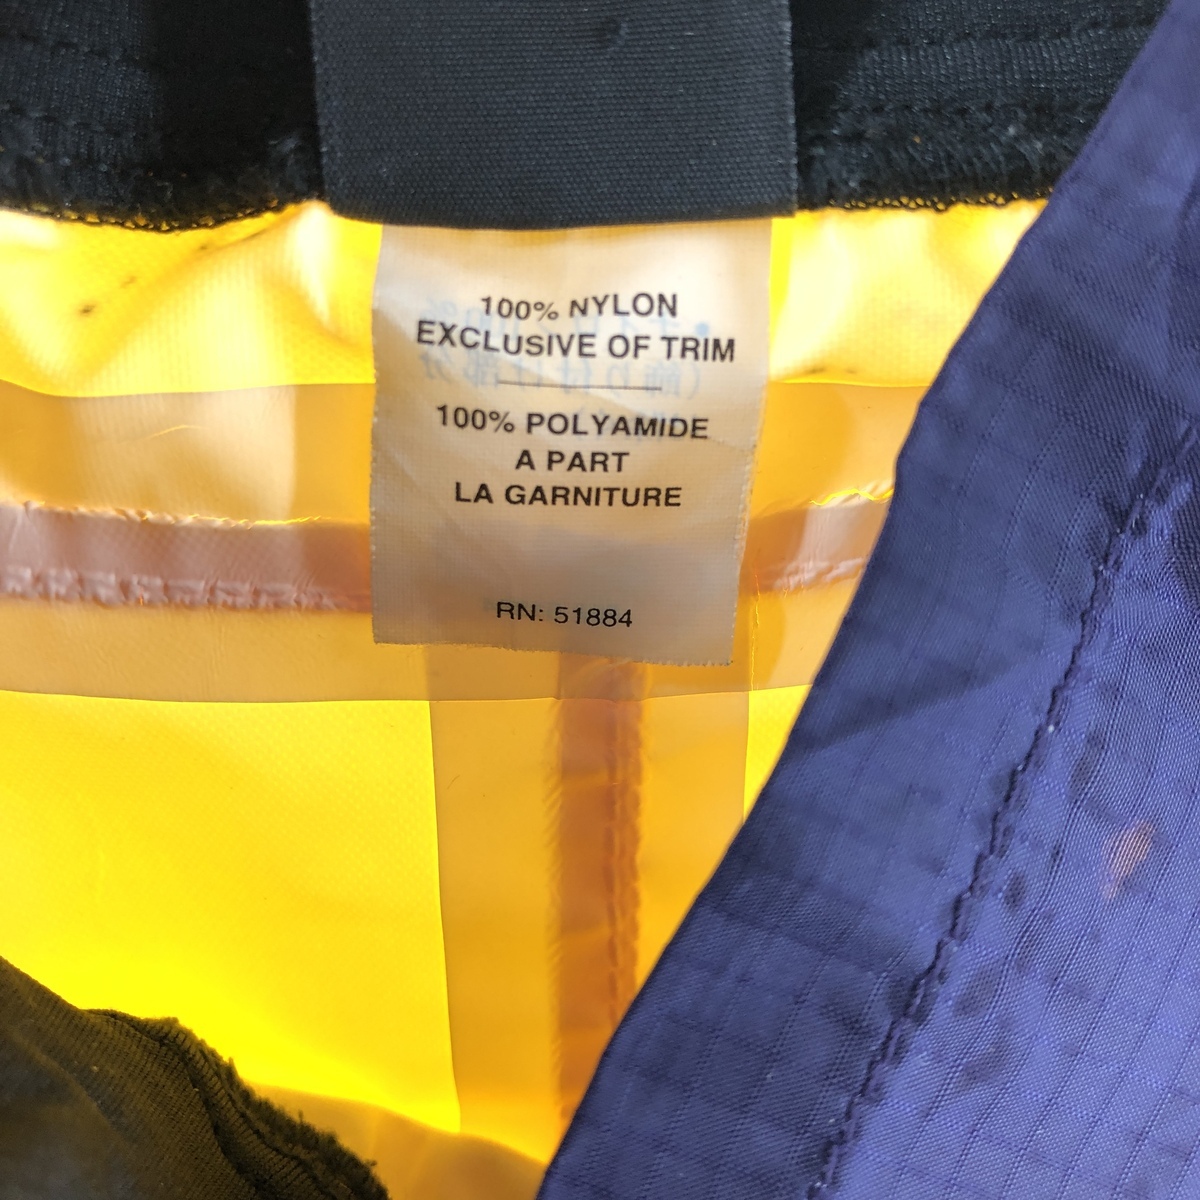 100% NYLON
EXCLUSIVE OF TRIM
100% POLYAMIDE
A PART
LA GARNITURE
RN: 51884